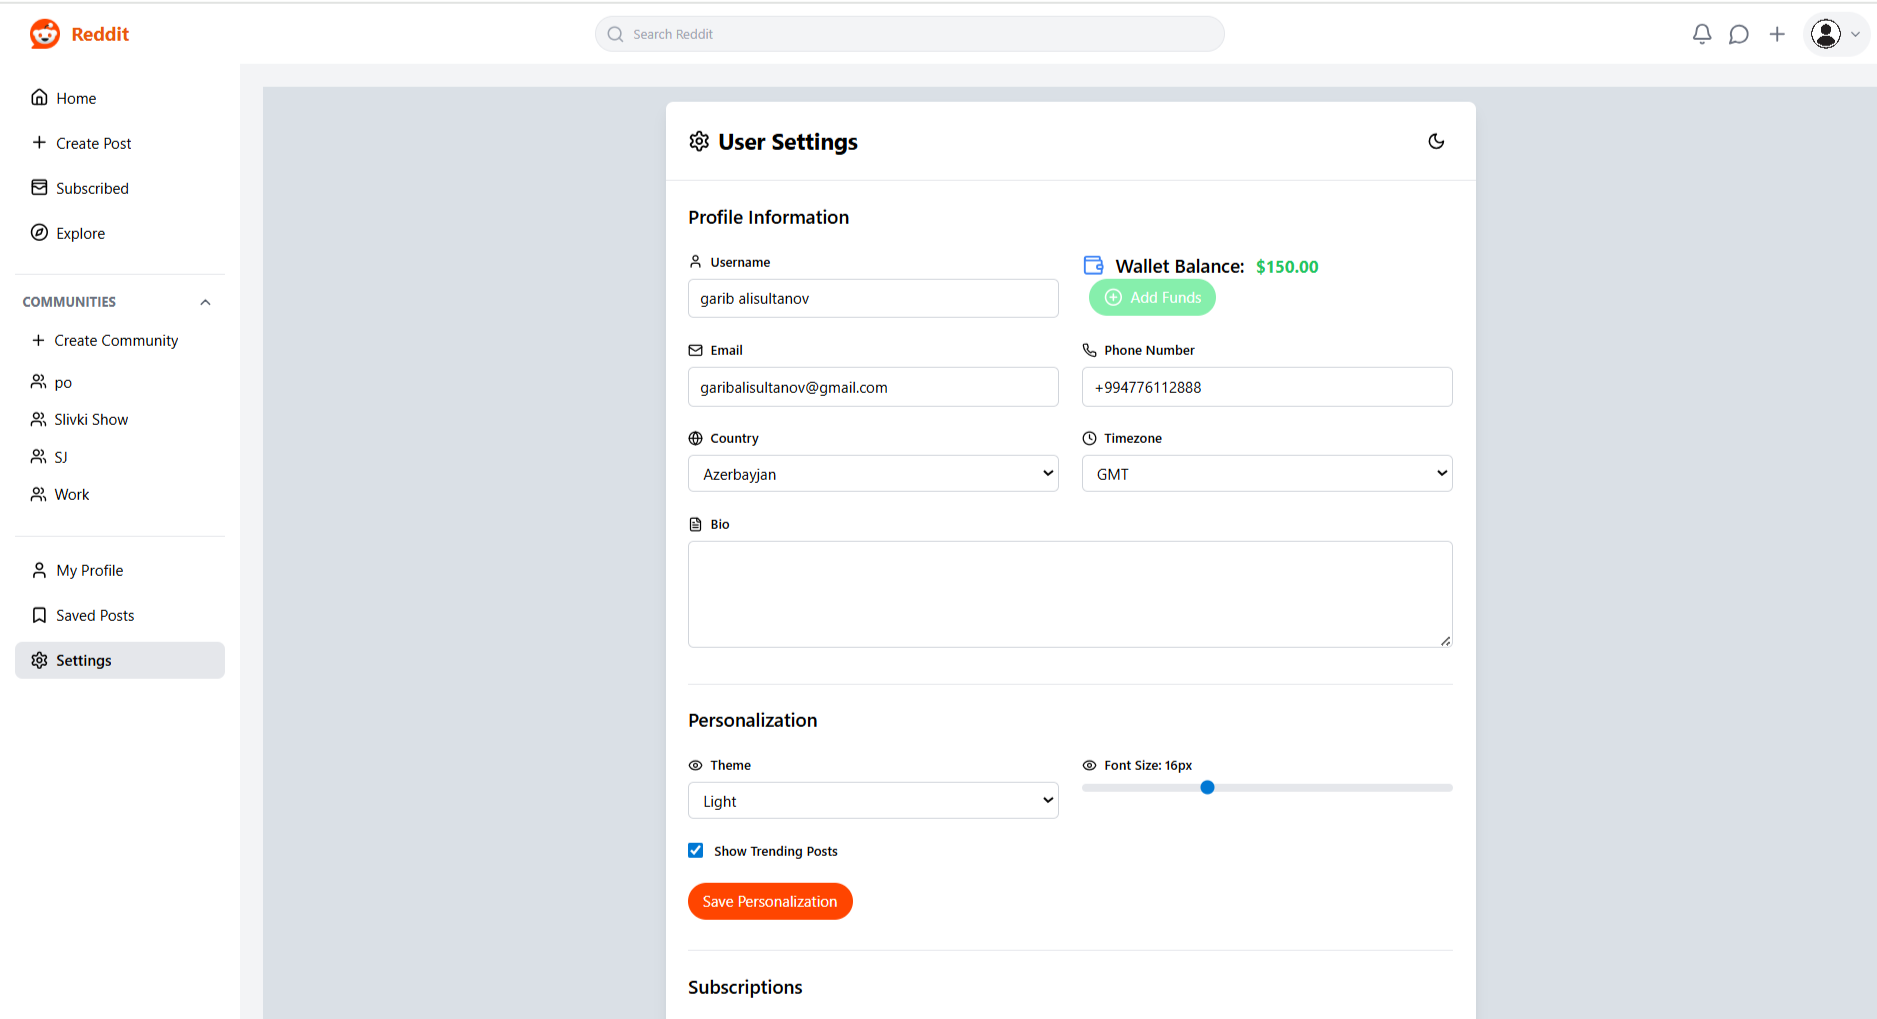 Reddit
Search Reddit
Home
Create Post
Subscribed
Explore
COMMUNITIES
Create Community
po
Slivki Show
SJ
Work
My Profile
Saved Posts
Settings
User Settings
Profile Information
Username
garib alisultanov
Wallet Balance: $150.00
Add Funds
Email
garibalisultanov@gmail.com
Phone Number
+994776112888
Country
Azerbayjan
Timezone
GMT
Bio
Personalization
Theme
Light
Font Size: 16px
Show Trending Posts
Save Personalization
Subscriptions